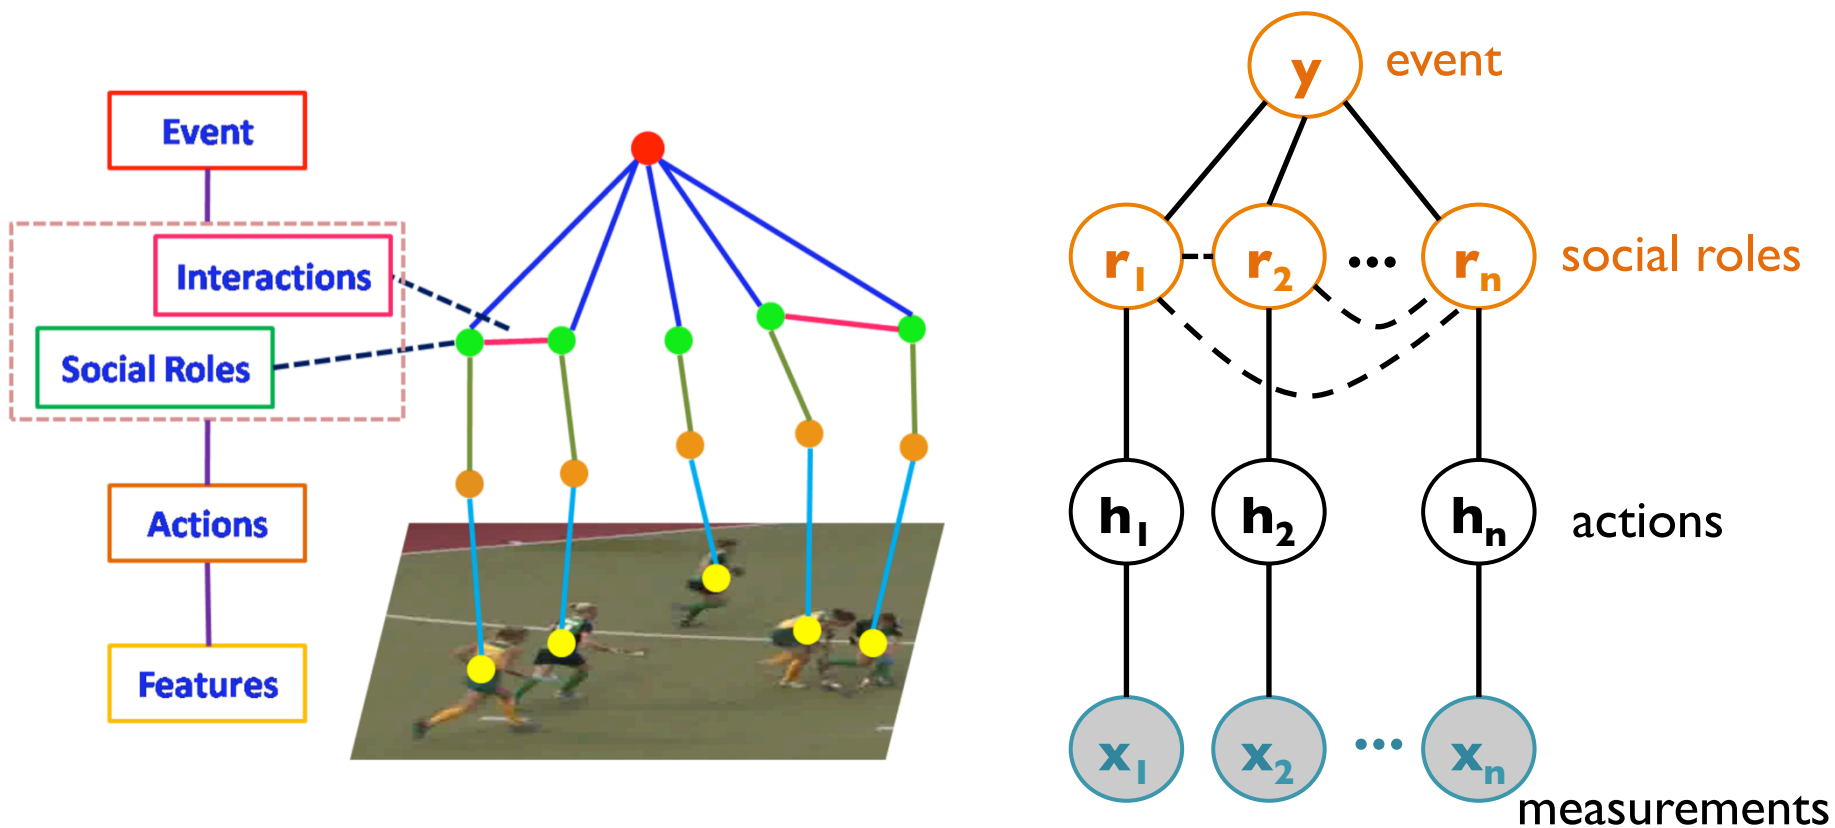 Event
Interactions
Social Roles
Actions
Features
y event
r1 r2 ... rn social roles
h1 h2 hn actions
x1 x2 ... xn
measurements